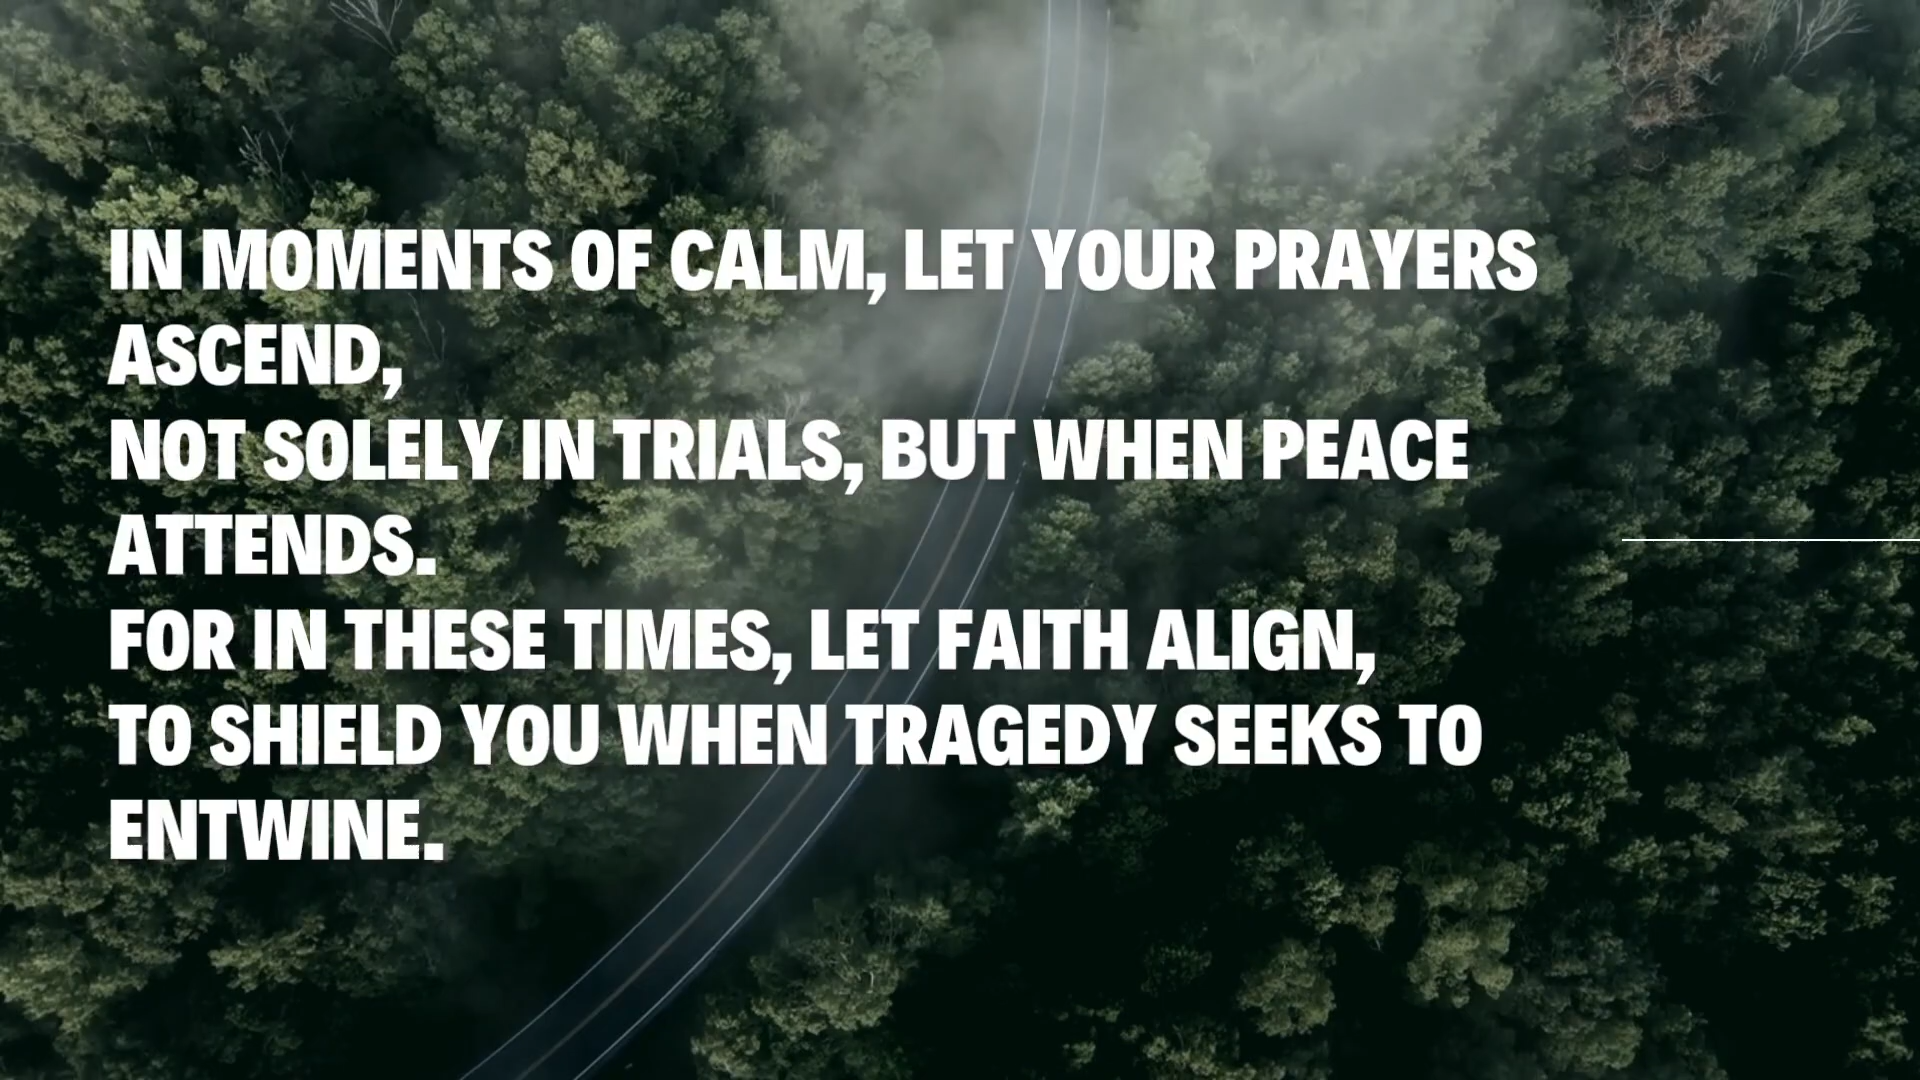 IN MOMENTS OF CALM, LET YOUR PRAYERS
ASCEND,
NOT SOLELY IN TRIALS, BUT WHEN PEACE
ATTENDS.
FOR IN THESE TIMES, LET FAITH ALIGN,
TO SHIELD YOU WHEN TRAGEDY SEEKS TO
ENTWINE.